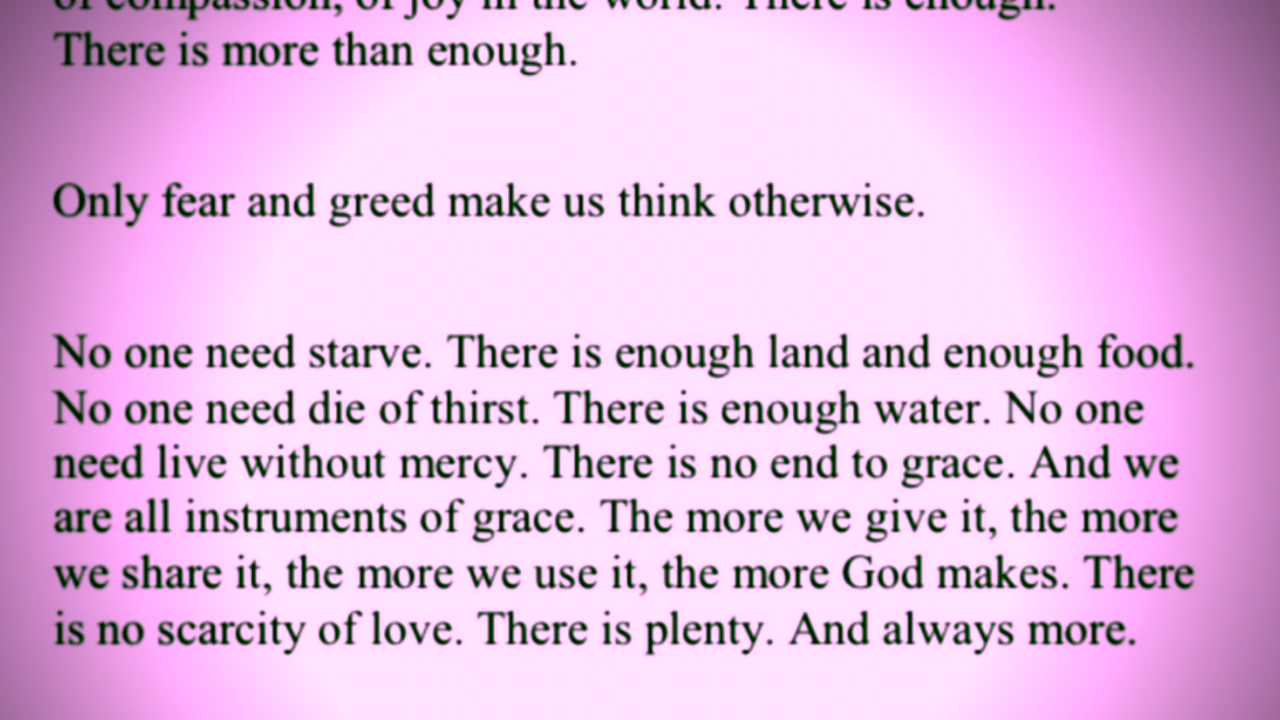 of compassion, of joy in the world. There is enough.
There is more than enough.
Only fear and greed make us think otherwise.
No one need starve. There is enough land and enough food.
No one need die of thirst. There is enough water. No one
need live without mercy. There is no end to grace. And we
are all instruments of grace. The more we give it, the more
we share it, the more we use it, the more God makes. There
is no scarcity of love. There is plenty. And always more.